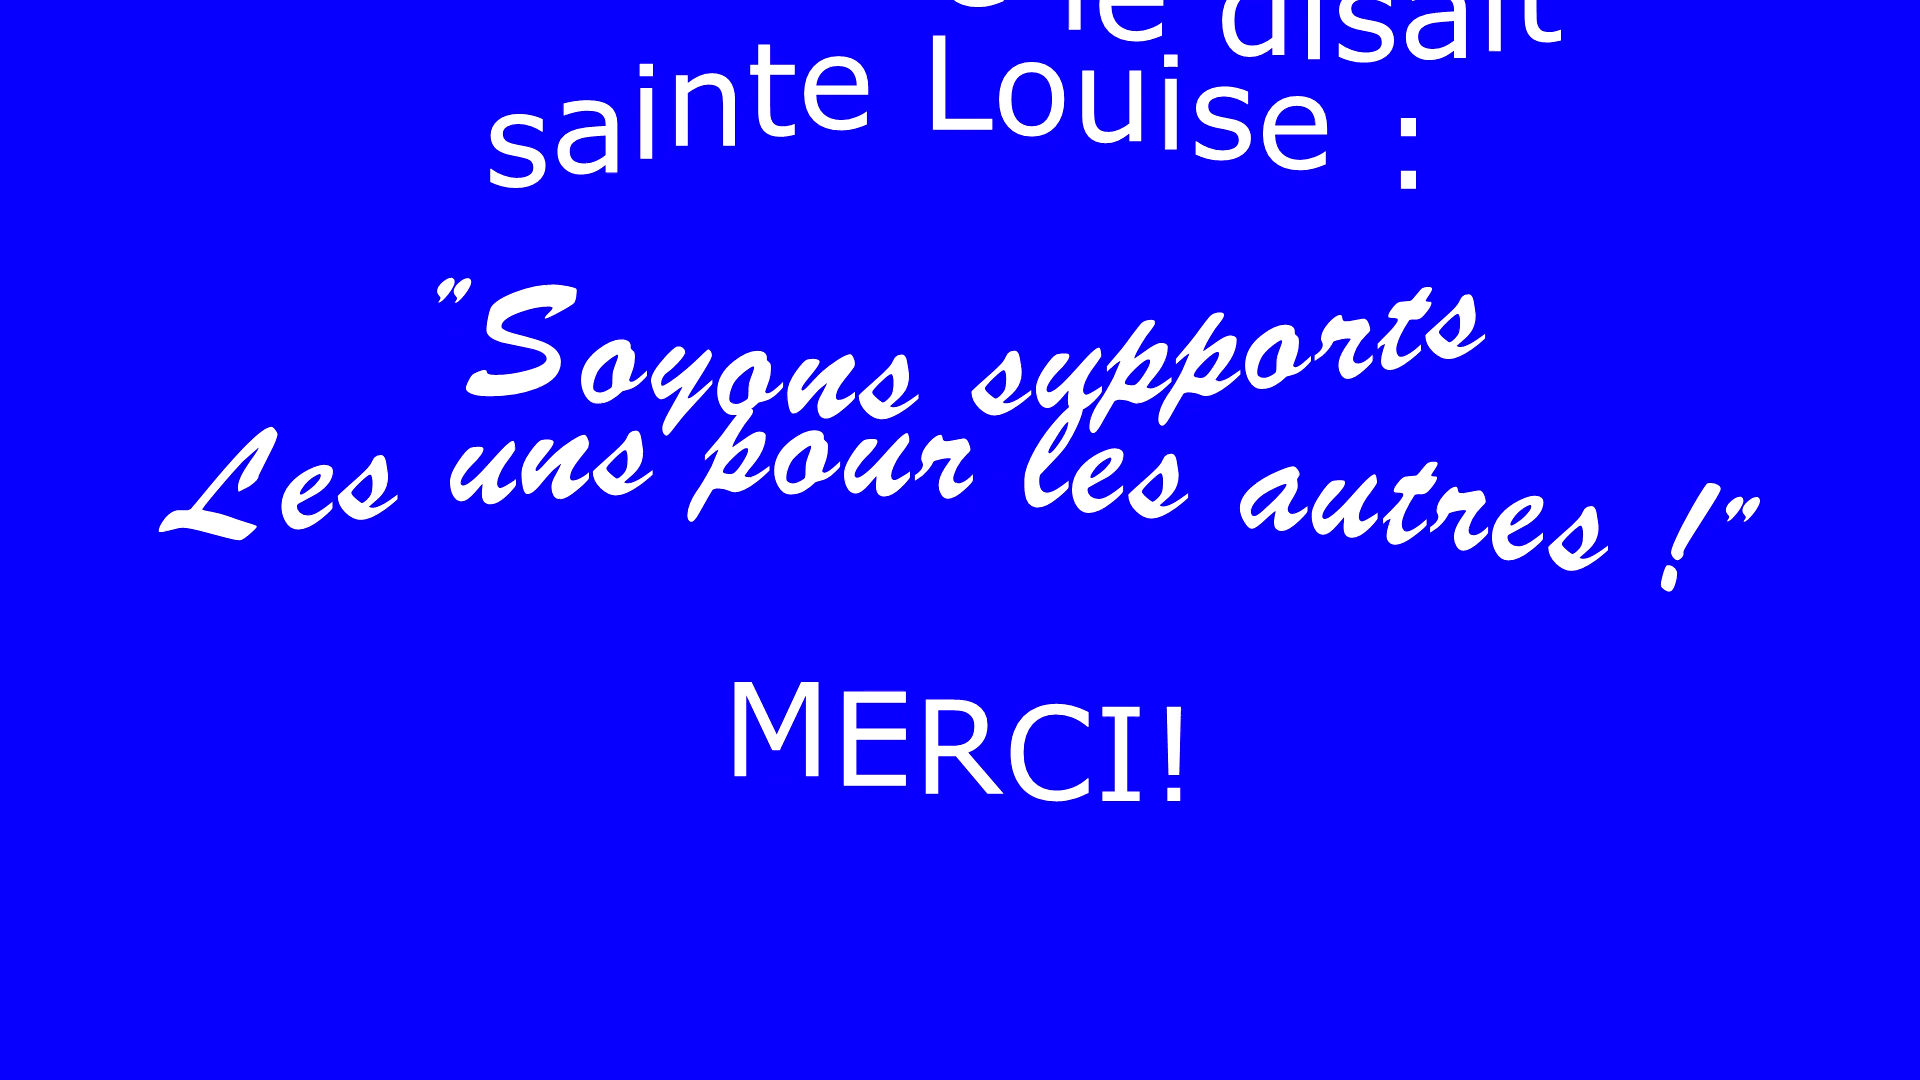 le disait
sainte Louise :
"Soyons supports
Les uns pour les autres !"
MERCI!